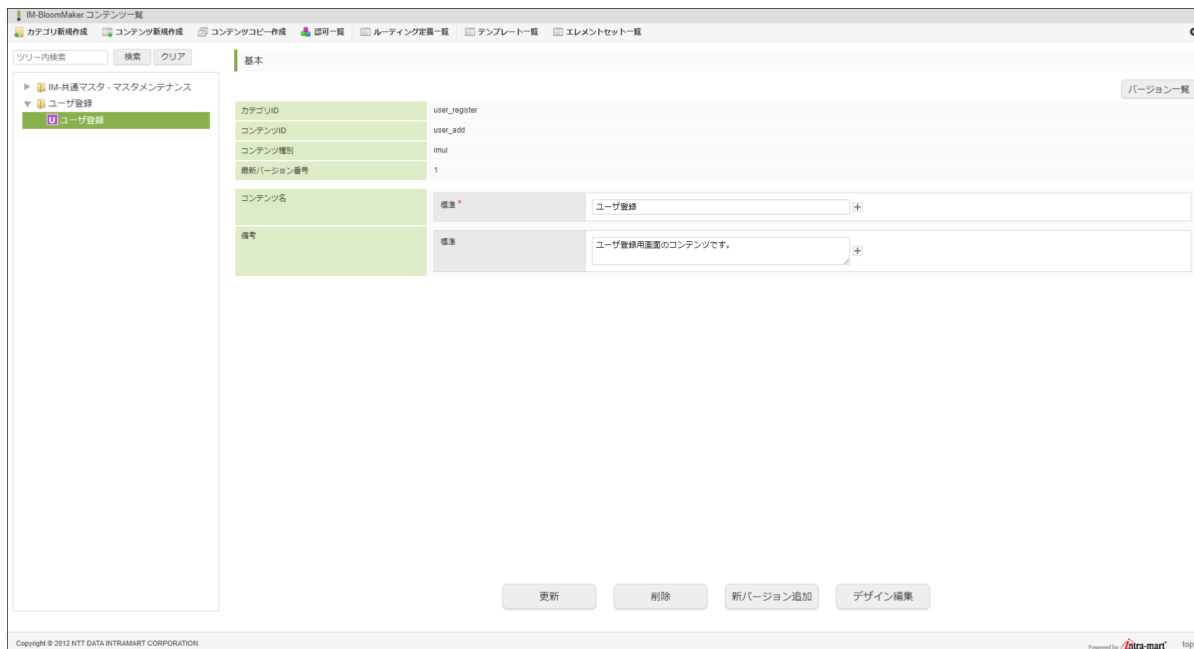 IM-BloomMaker コンテンツ一覧
カテゴリ新規作成 コンテンツ新規作成 コンテンツコピー作成 認可一覧 ルーティング定義一覧 テンプレート一覧 エレメントセット一覧
ツリー内検索 検索 クリア
基本
IM-共通マスタ - マスタメンテナンス
バージョン一覧
ユーザ登録
U ユーザ登録
カテゴリID user_register
コンテンツID user_add
コンテンツ種別 imui
最新バージョン番号 1
コンテンツ名 標準 * ユーザ登録
備考 標準 ユーザ登録用画面のコンテンツです。
更新 削除 新バージョン追加 デザイン編集
Copyright © 2012 NTT DATA INTRAMART CORPORATION
Powered by intra-mart top